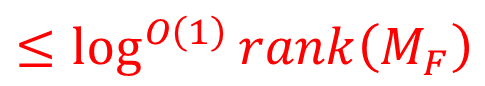 ≤ log^{O(1)} rank(M_F)